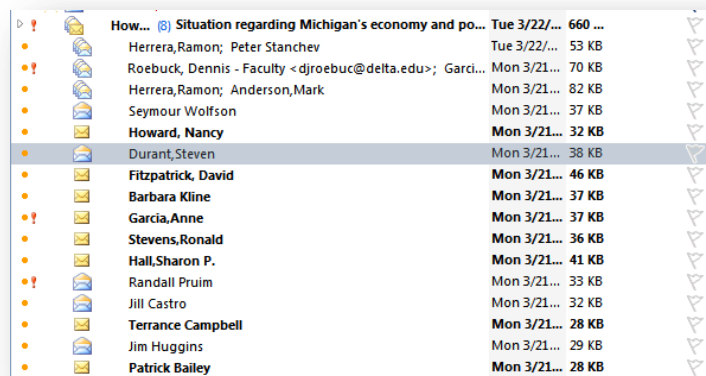 How... (8) Situation regarding Michigan's economy and po... Tue 3/22/... 660 ...
Herrera,Ramon; Peter Stanchev Tue 3/22/... 53 KB
Roebuck, Dennis - Faculty <djroebuc@delta.edu>; Garci... Mon 3/21... 70 KB
Herrera,Ramon; Anderson,Mark Mon 3/21... 82 KB
Seymour Wolfson Mon 3/21... 37 KB
Howard, Nancy Mon 3/21... 32 KB
Durant,Steven Mon 3/21... 38 KB
Fitzpatrick, David Mon 3/21... 46 KB
Barbara Kline Mon 3/21... 37 KB
Garcia,Anne Mon 3/21... 37 KB
Stevens,Ronald Mon 3/21... 36 KB
Hall,Sharon P. Mon 3/21... 41 KB
Randall Pruim Mon 3/21... 33 KB
Jill Castro Mon 3/21... 32 KB
Terrance Campbell Mon 3/21... 28 KB
Jim Huggins Mon 3/21... 29 KB
Patrick Bailey Mon 3/21... 28 KB